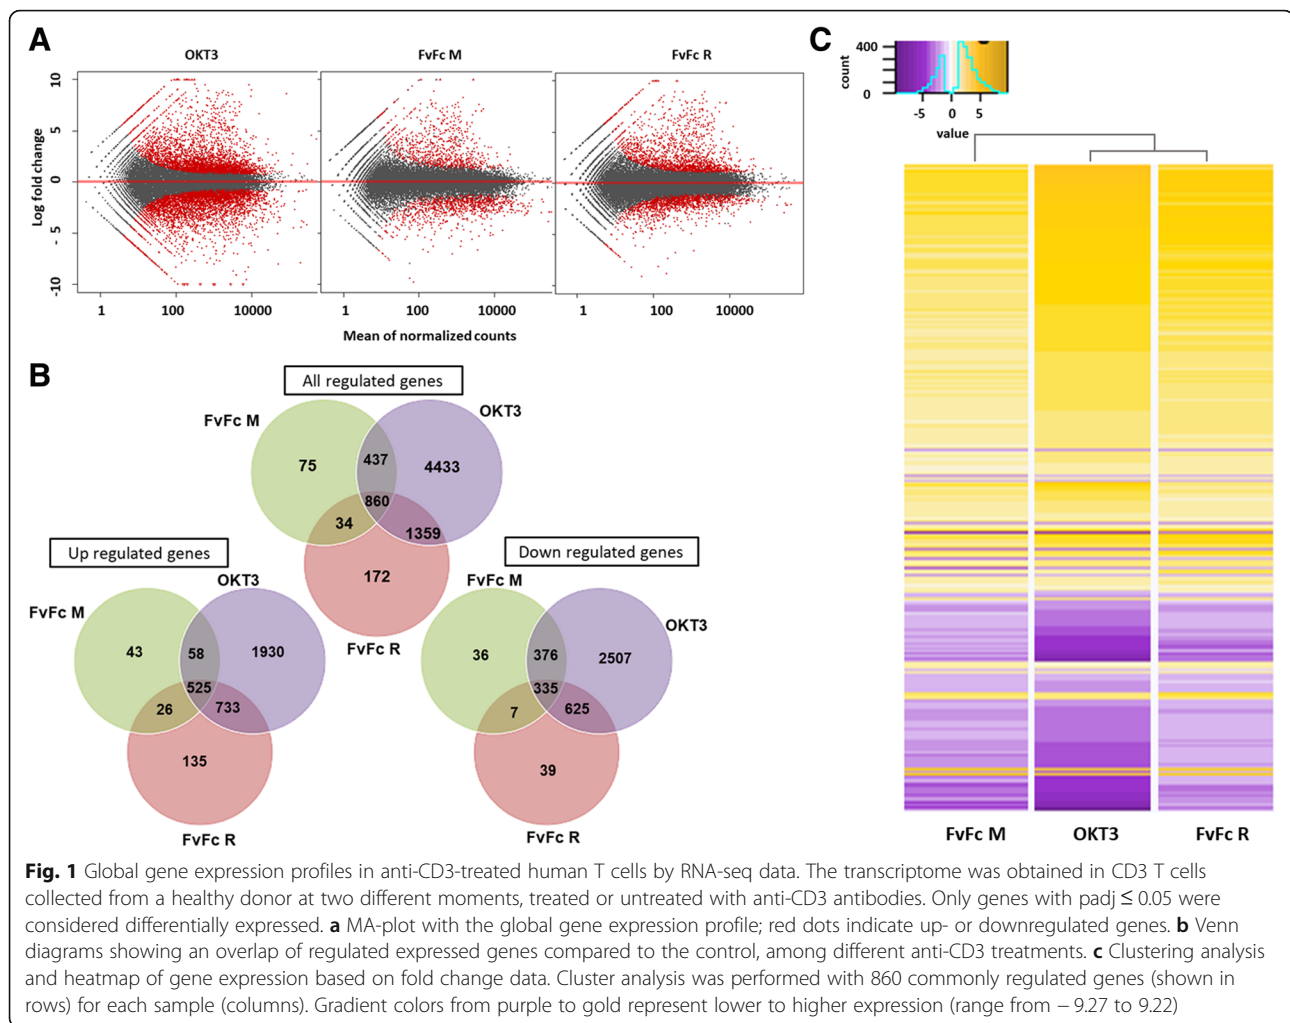 A
OKT3
FvFc M
FvFc R
Log fold change
10
5
0
- 5
-10
1
100
10000
1
100
10000
1
100
10000
Mean of normalized counts
B
All regulated genes
FvFc M
OKT3
75
437
4433
860
34
1359
172
FvFc R
Up regulated genes
OKT3
FvFc M
43
58
1930
525
26
733
135
FvFc R
Down regulated genes
FvFc M
OKT3
36
376
2507
335
7
625
39
FvFc R
C
400
0
count
-5
0
5
value
FvFc M
OKT3
FvFc R
Fig. 1 Global gene expression profiles in anti-CD3-treated human T cells by RNA-seq data. The transcriptome was obtained in CD3 T cells
collected from a healthy donor at two different moments, treated or untreated with anti-CD3 antibodies. Only genes with padj ≤ 0.05 were
considered differentially expressed. a MA-plot with the global gene expression profile; red dots indicate up- or downregulated genes. b Venn
diagrams showing an overlap of regulated expressed genes compared to the control, among different anti-CD3 treatments. c Clustering analysis
and heatmap of gene expression based on fold change data. Cluster analysis was performed with 860 commonly regulated genes (shown in
rows) for each sample (columns). Gradient colors from purple to gold represent lower to higher expression (range from − 9.27 to 9.22)